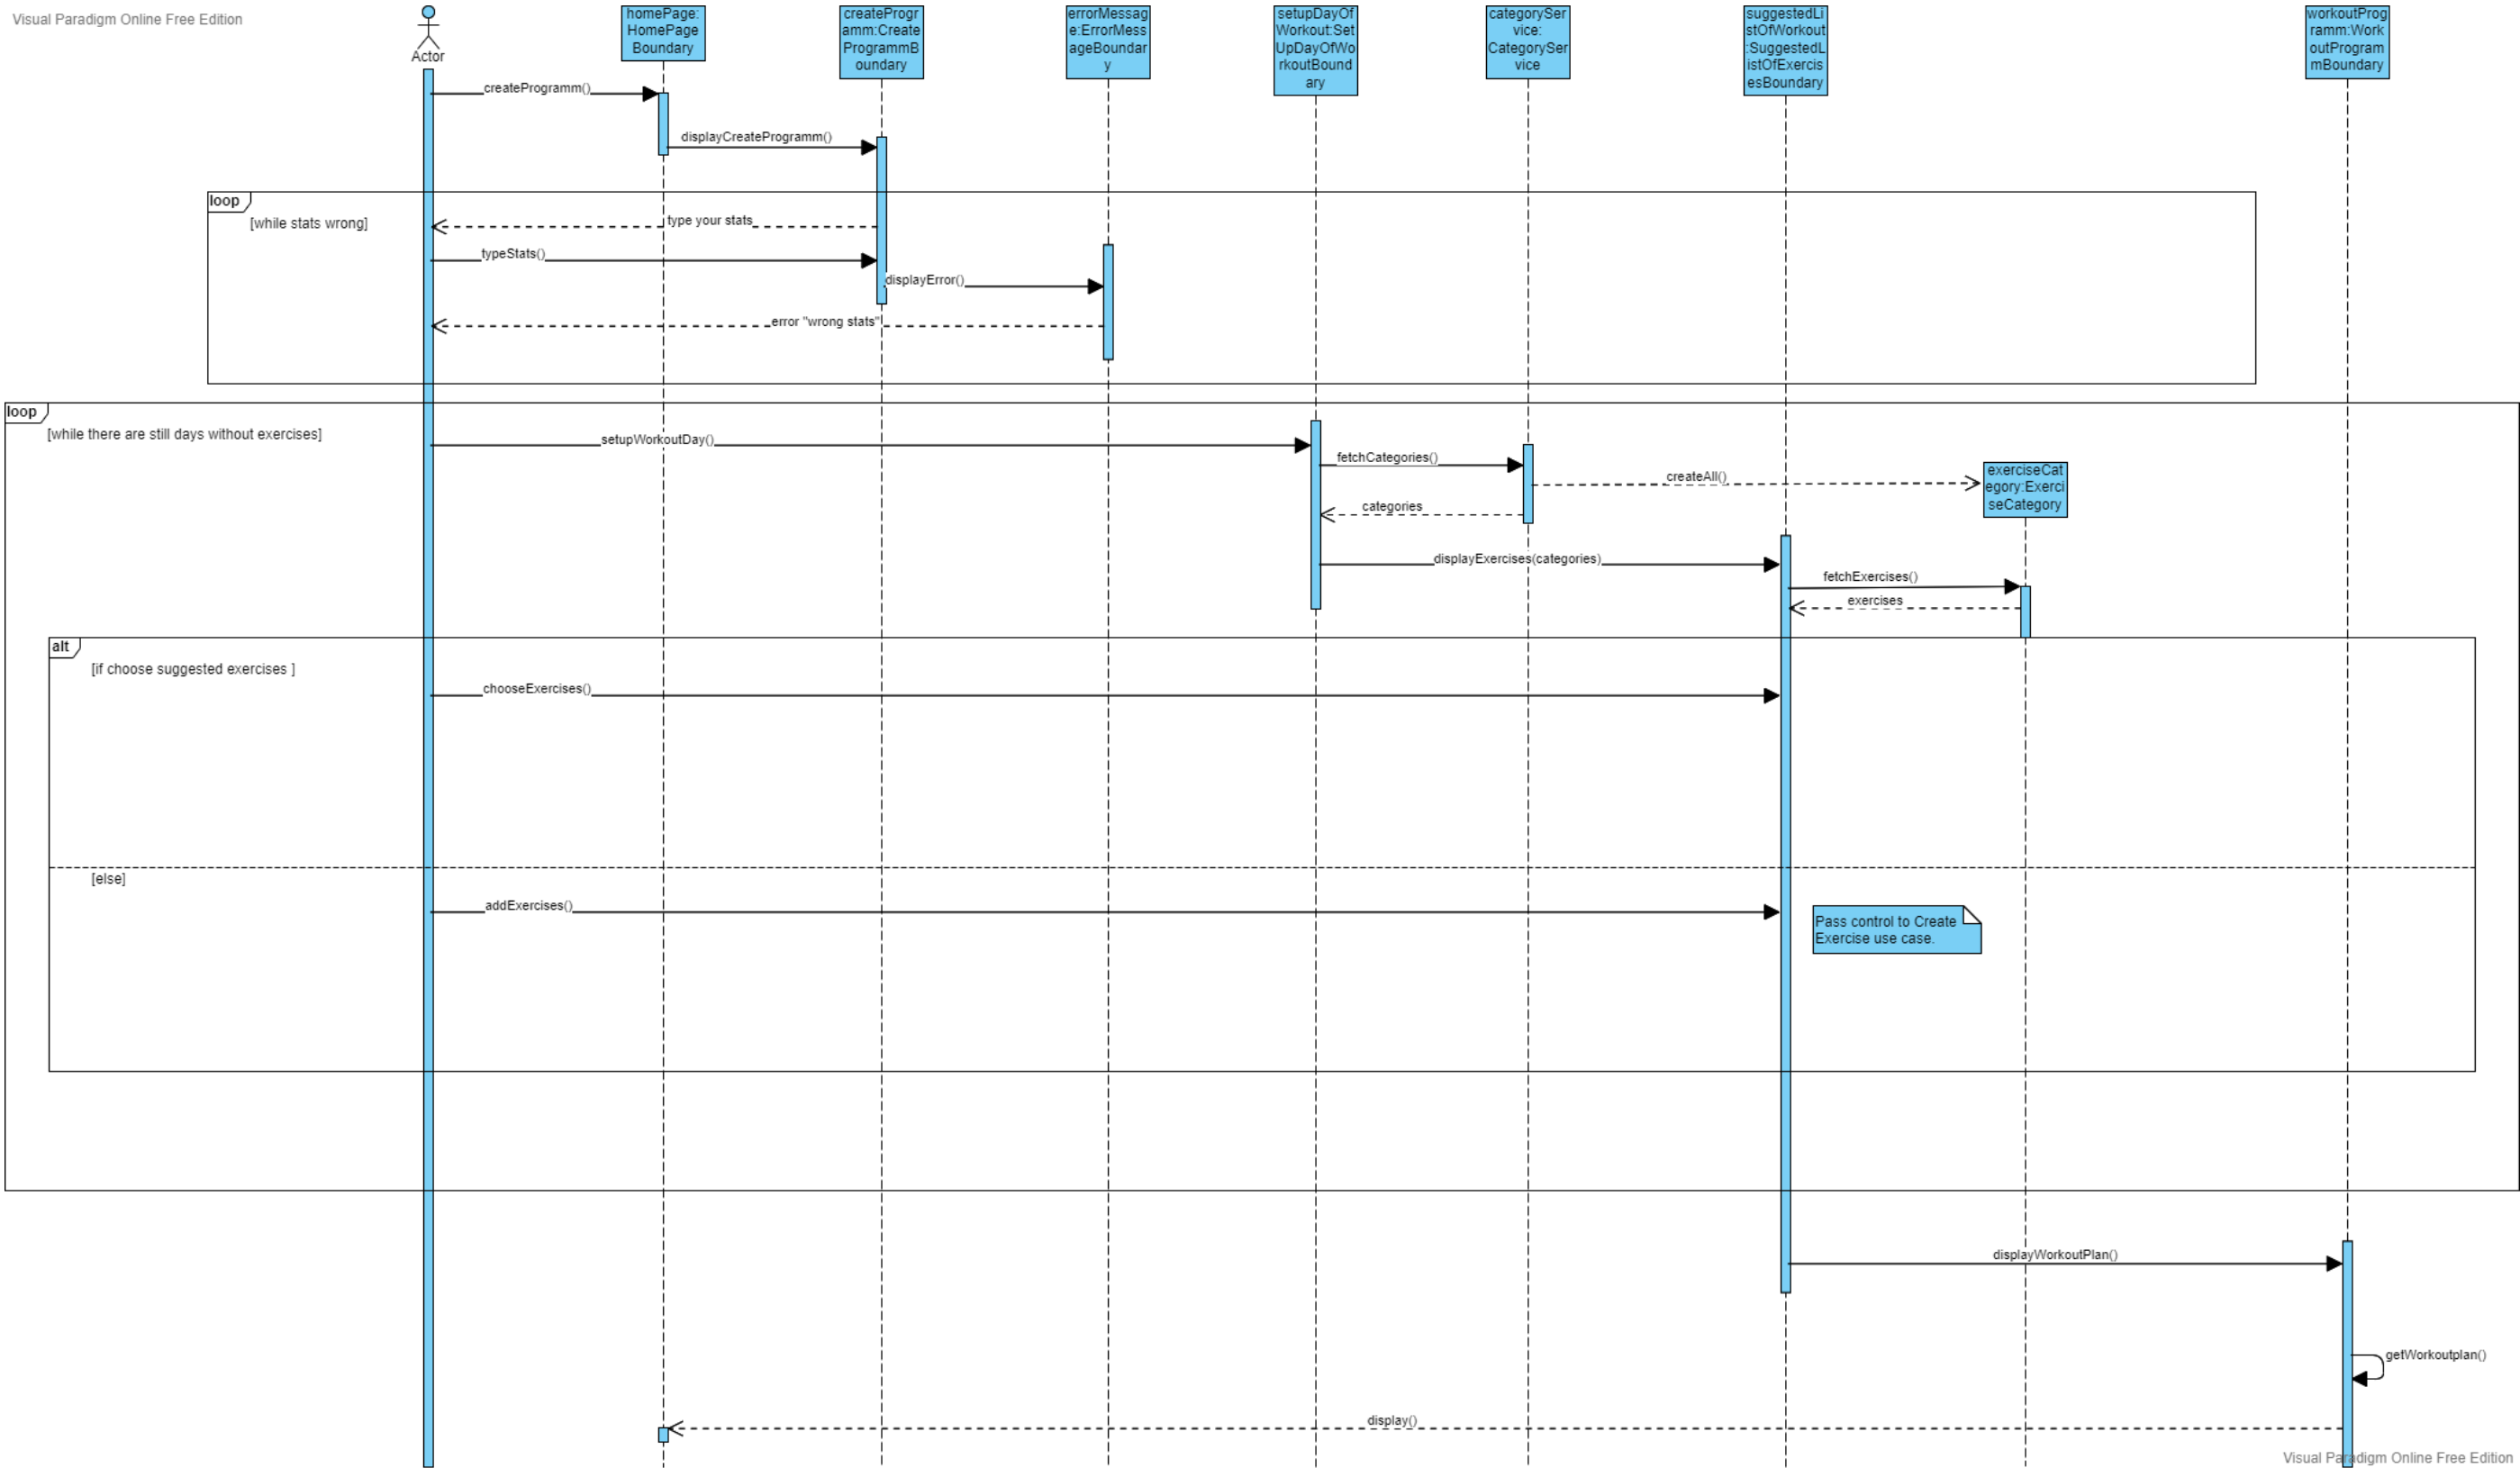 Visual Paradigm Online Free Edition
Actor
homePage:
HomePage
Boundary
createProgr
amm:Create
ProgrammB
oundary
errorMessag
e:ErrorMess
ageBoundar
y
setupDayOf
Workout:Set
UpDayOfWo
rkoutBound
ary
categorySer
vice:
CategorySer
vice
suggestedLi
stOfWorkout
:SuggestedL
istOfExercis
esBoundary
workoutProg
ramm:Work
outProgram
mBoundary
createProgramm()
displayCreateProgramm()
loop
[while stats wrong]
type your stats
typeStats()
displayError()
error "wrong stats"
loop
[while there are still days without exercises]
setupWorkoutDay()
fetchCategories()
createAll()
exerciseCat
egory:Exerci
seCategory
categories
displayExercises(categories)
fetchExercises()
exercises
alt
[if choose suggested exercises ]
chooseExercises()
[else]
addExercises()
Pass control to Create
Exercise use case.
displayWorkoutPlan()
getWorkoutplan()
display()
Visual Paradigm Online Free Edition